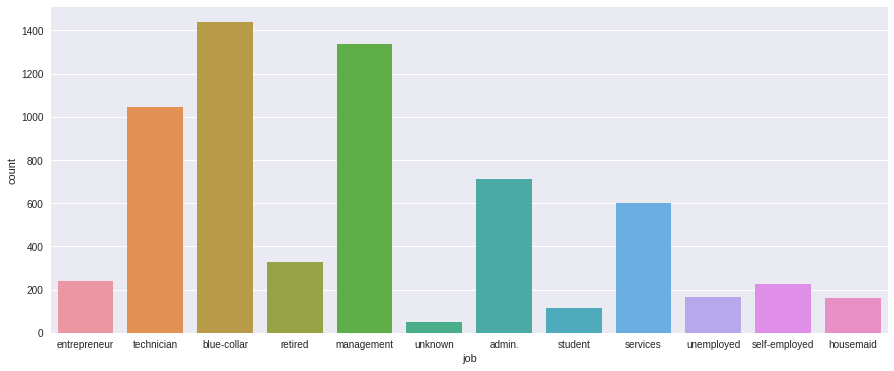 1400
1200
1000
800
600
400
200
0
count
entrepreneur technician blue-collar retired management unknown admin. student services unemployed self-employed housemaid
job